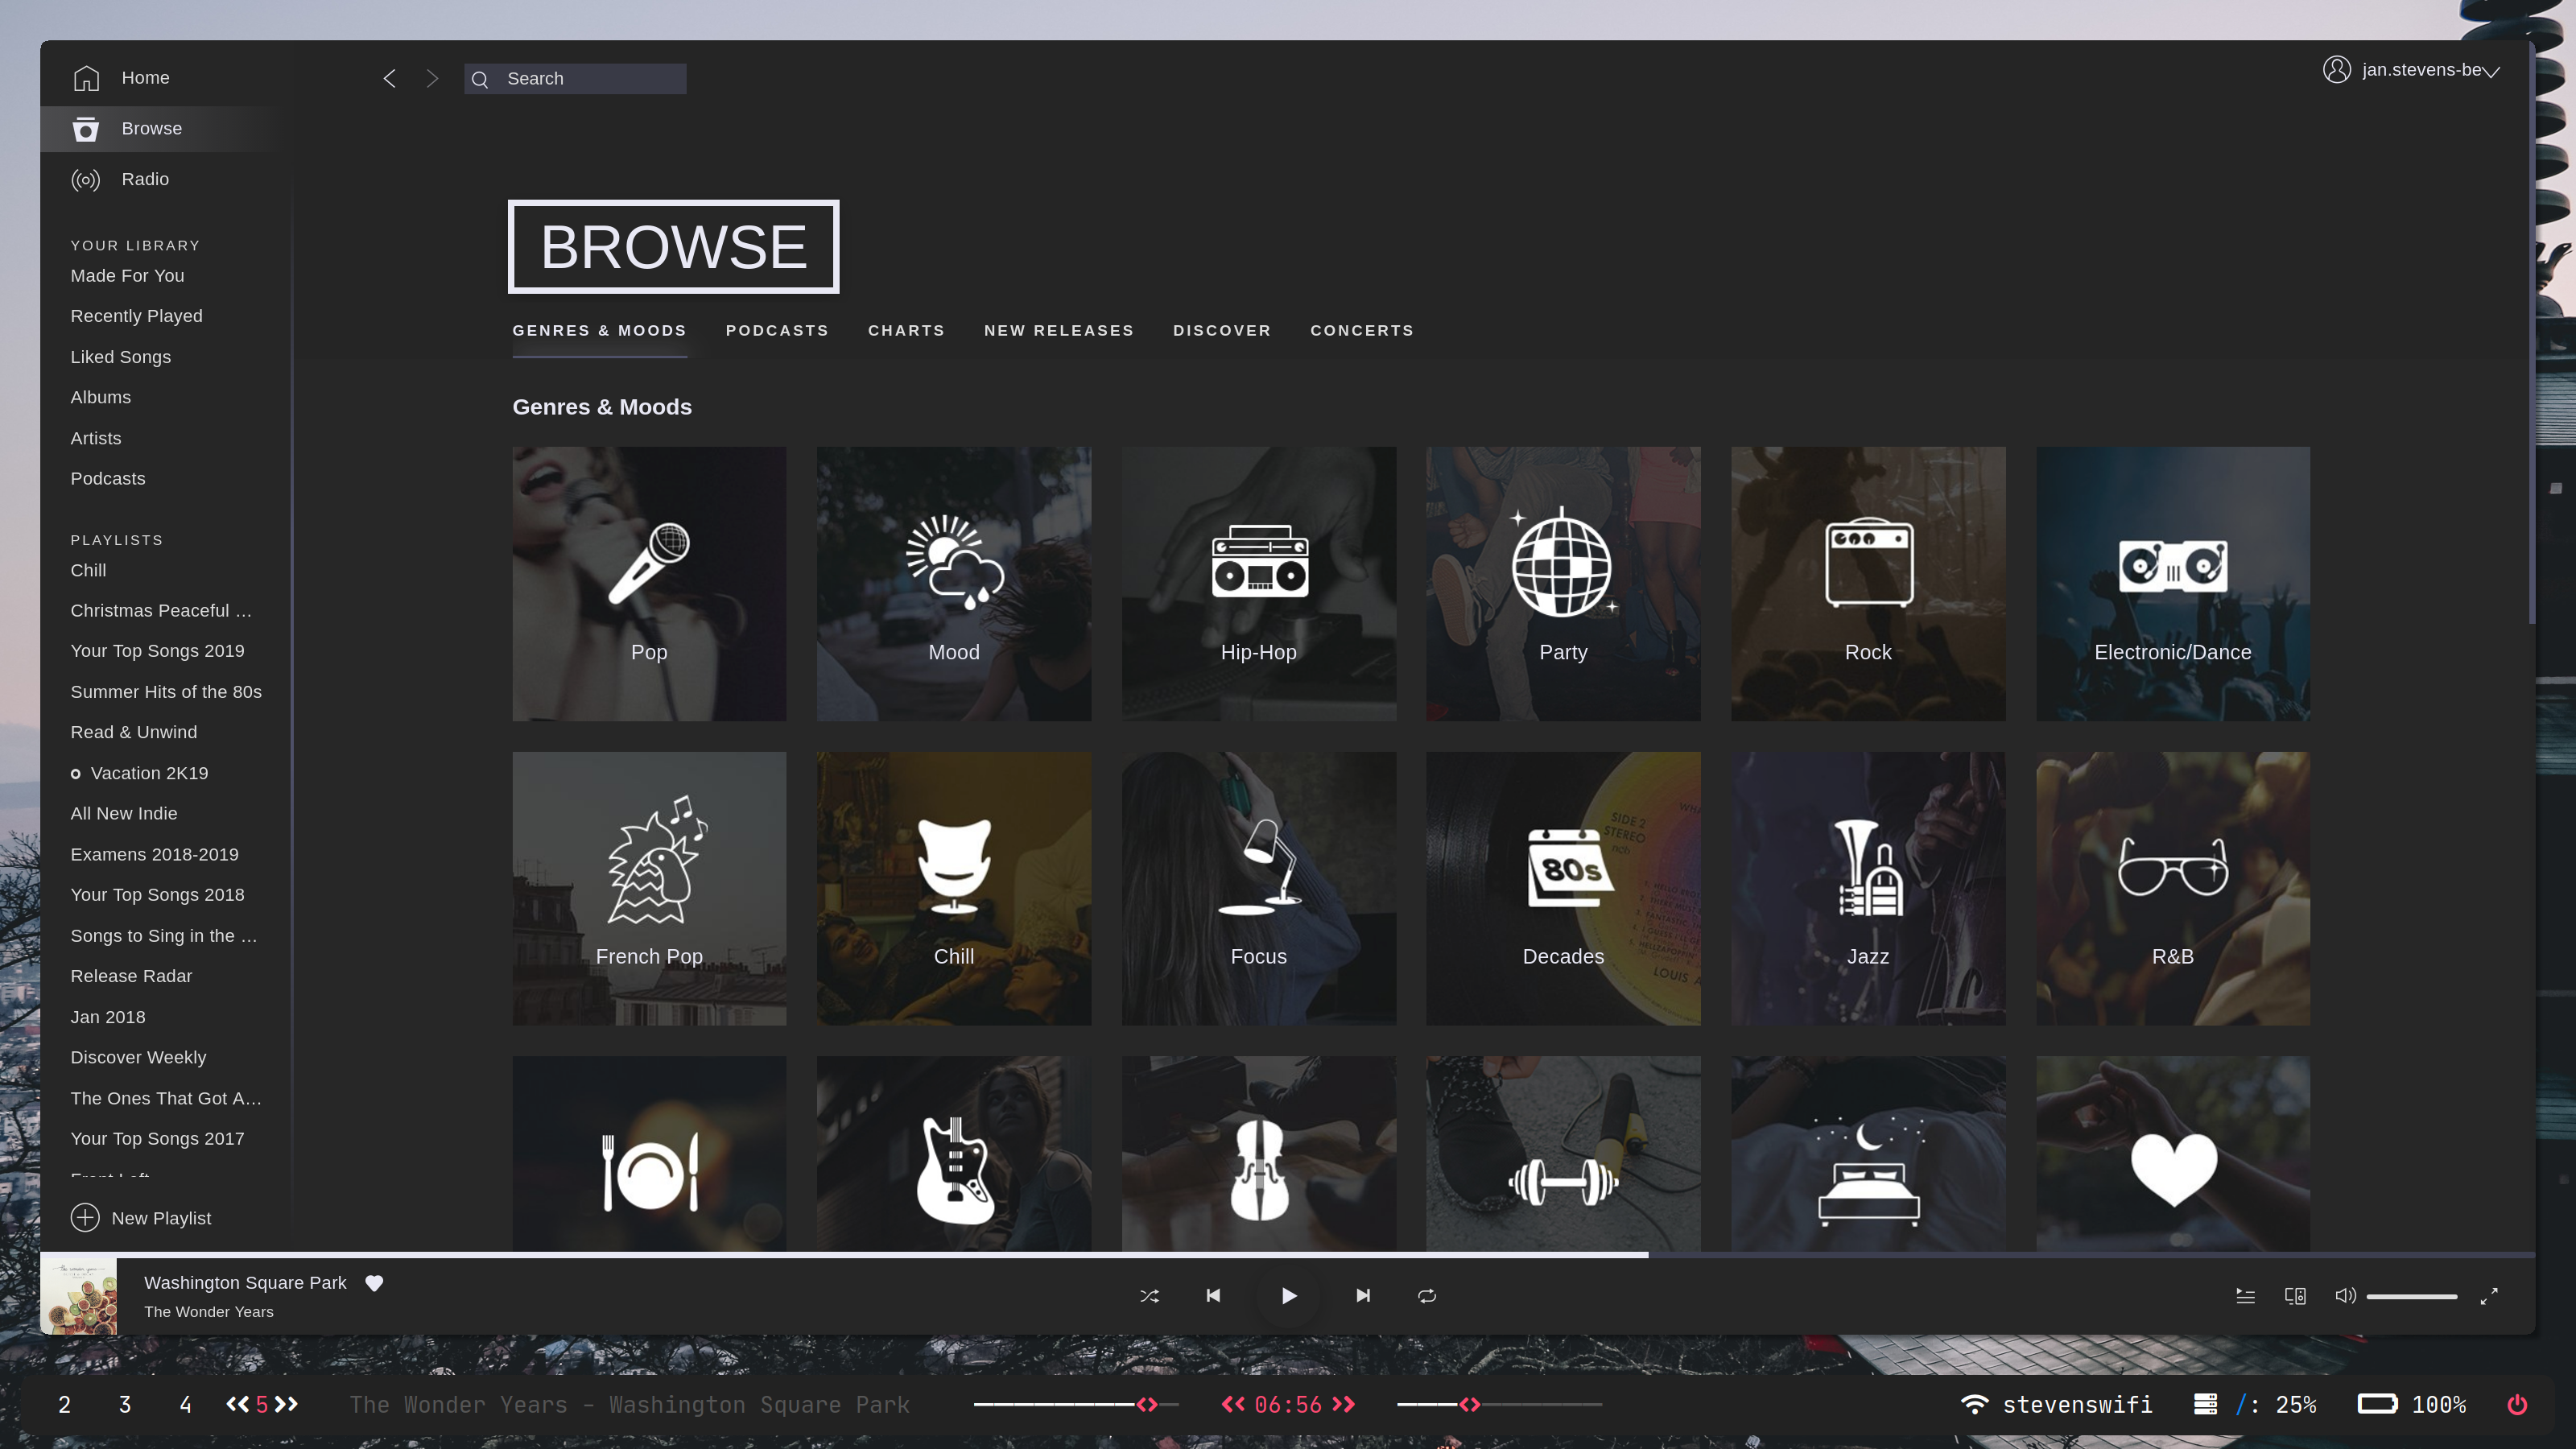 Home
Search
jan.stevens-be
Browse
Radio
BROWSE
YOUR LIBRARY
Made For You
Recently Played
Liked Songs
Albums
Artists
Podcasts
GENRES & MOODS PODCASTS CHARTS NEW RELEASES DISCOVER CONCERTS
Genres & Moods
PLAYLISTS
Chill
Christmas Peaceful ...
Your Top Songs 2019
Summer Hits of the 80s
Read & Unwind
Vacation 2K19
All New Indie
Examens 2018-2019
Your Top Songs 2018
Songs to Sing in the ...
Release Radar
Jan 2018
Discover Weekly
The Ones That Got A...
Your Top Songs 2017
New Playlist
Pop
Mood
Hip-Hop
Party
Rock
Electronic/Dance
SIDE 2
STEREO
80s
LOUIS
French Pop
Chill
Focus
Decades
Jazz
R&B
Washington Square Park
The Wonder Years
2 3 4 5 The Wonder Years - Washington Square Park 06:56 stevenswifi /: 25% 100%